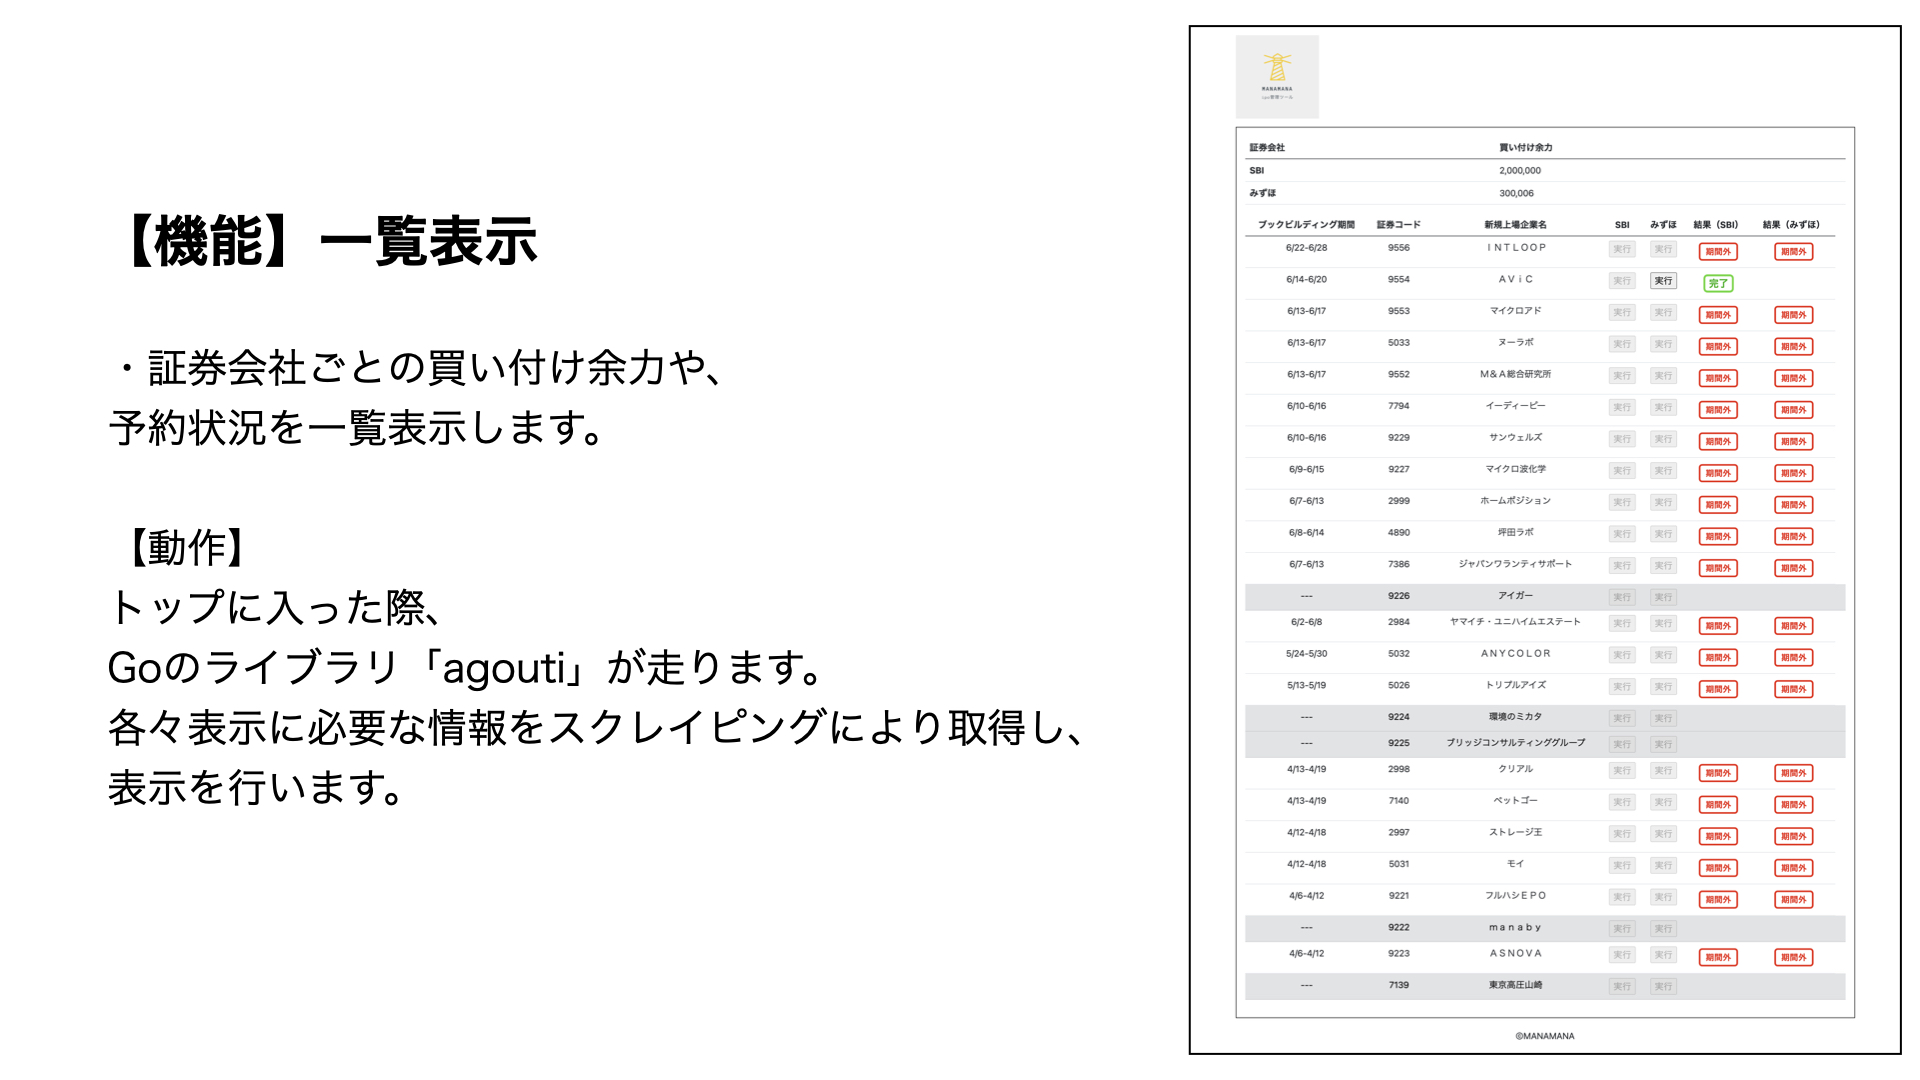 【機能】一覧表示
・証券会社ごとの買い付け余力や、
予約状況を一覧表示します。
【動作】
トップに入った際、
Goのライブラリ「agouti」が走ります。
各々表示に必要な情報をスクレイピングにより取得し、
表示を行います。
MANAMANA
証券会社 買い付け余力
SBI 2,000,000
みずほ 300,006
ブックビルディング期間 証券コード 新規上場企業名 SBI みずほ 結果（SBI） 結果（みずほ）
6/22-6/28 9556 ＩＮＴＬＯＯＰ 実行 実行 期間外 期間外
6/14-6/20 9554 ＡＶｉＣ 実行 実行 完了
6/13-6/17 9553 マイクロアド 実行 実行 期間外 期間外
6/13-6/17 5033 ヌーラボ 実行 実行 期間外 期間外
6/13-6/17 9552 Ｍ＆Ａ総合研究所 実行 実行 期間外 期間外
6/10-6/16 7794 イーディーピー 実行 実行 期間外 期間外
6/10-6/16 9229 サンウェルズ 実行 実行 期間外 期間外
6/9-6/15 9227 マイクロ波化学 実行 実行 期間外 期間外
6/7-6/13 2999 ホームポジション 実行 実行 期間外 期間外
6/8-6/14 4890 坪田ラボ 実行 実行 期間外 期間外
6/7-6/13 7386 ジャパンワランティサポート 実行 実行 期間外 期間外
--- 9226 アイガー 実行 実行
6/2-6/8 2984 ヤマイチ・ユニハイムエステート 実行 実行 期間外 期間外
5/24-5/30 5032 ＡＮＹＣＯＬＯＲ 実行 実行 期間外 期間外
5/13-5/19 5026 トリプルアイズ 実行 実行 期間外 期間外
--- 9224 環境のミカタ 実行 実行
--- 9225 ブリッジコンサルティンググループ 実行 実行
4/13-4/19 2998 クリアル 実行 実行 期間外 期間外
4/13-4/19 7140 ペットゴー 実行 実行 期間外 期間外
4/12-4/18 2997 ストレージ王 実行 実行 期間外 期間外
4/12-4/18 5031 モイ 実行 実行 期間外 期間外
4/6-4/12 9221 フルハシＥＰＯ 実行 実行 期間外 期間外
--- 9222 ｍａｎａｂｙ 実行 実行
4/6-4/12 9223 ＡＳＮＯＶＡ 実行 実行 期間外 期間外
--- 7139 東京高圧山崎 実行 実行
©MANAMANA